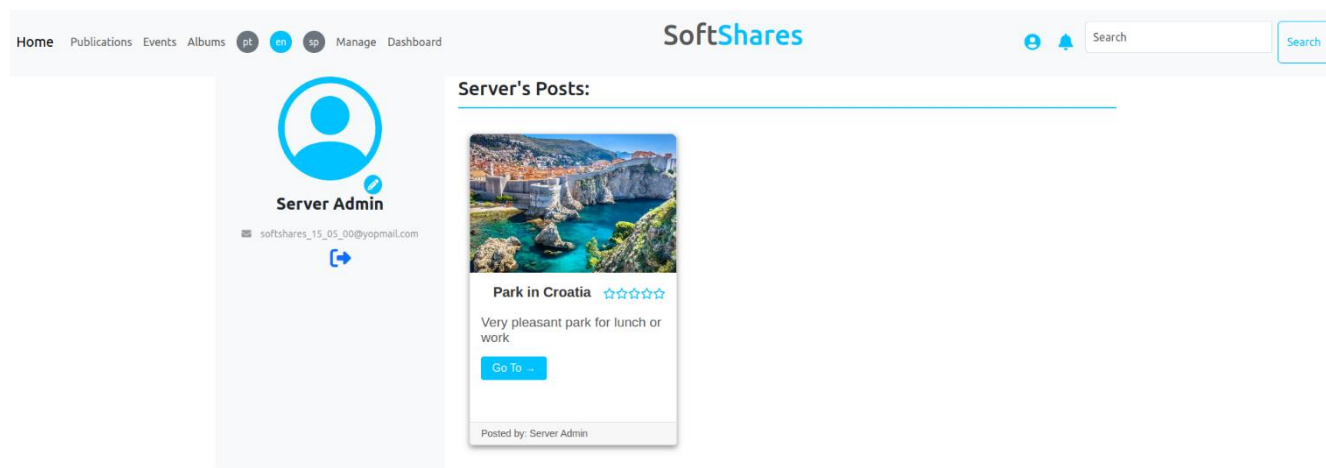 SoftShares
Home Publications Events Albums pt en sp Manage Dashboard
Search Search
Server's Posts:
Server Admin
softshares_15_05_00@yopmail.com
Park in Croatia
Very pleasant park for lunch or
work
Go To →
Posted by: Server Admin